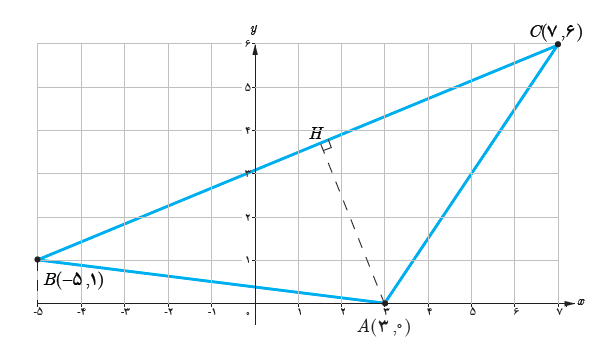 y
C(۷,۶)
۶
۵
۴
H
۳
۲
۱
B(−۵,۱)
-۵ -۴ -۳ -۲ -۱ ۰ ۱ ۲ ۳ ۴ ۵ ۶ ۷ x
A(۳,۰)